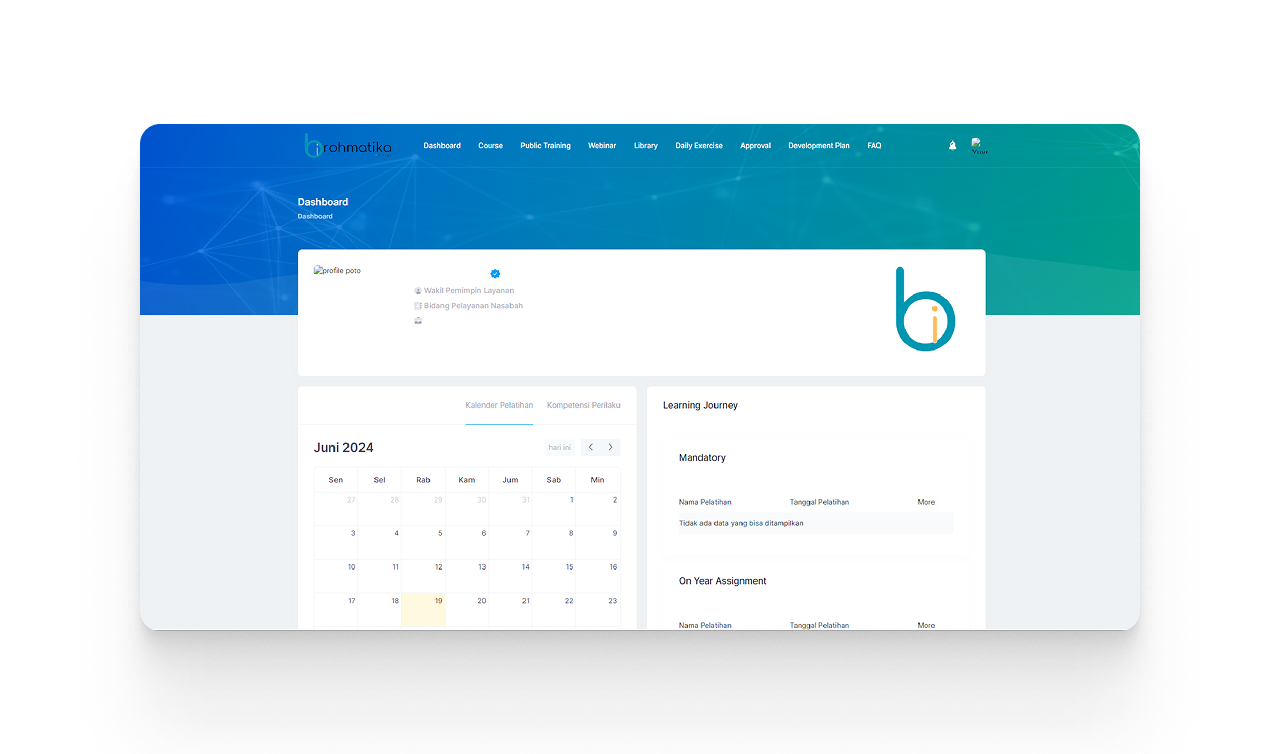 birohmatika
Dashboard Course Public Training Webinar Library Daily Exercise Approval Development Plan FAQ
Dashboard
Dashboard
profile poto
Wakil Pemimpin Layanan
Bidang Pelayanan Nasabah
bi
Kalender Pelatihan Kompetensi Perilaku
Juni 2024
hari ini
Sen Sel Rab Kam Jum Sab Min
27 28 29 30 31 1 2
3 4 5 6 7 8 9
10 11 12 13 14 15 16
17 18 19 20 21 22 23
Learning Journey
Mandatory
Nama Pelatihan Tanggal Pelatihan More
Tidak ada data yang bisa ditampilkan
On Year Assignment
Nama Pelatihan Tanggal Pelatihan More